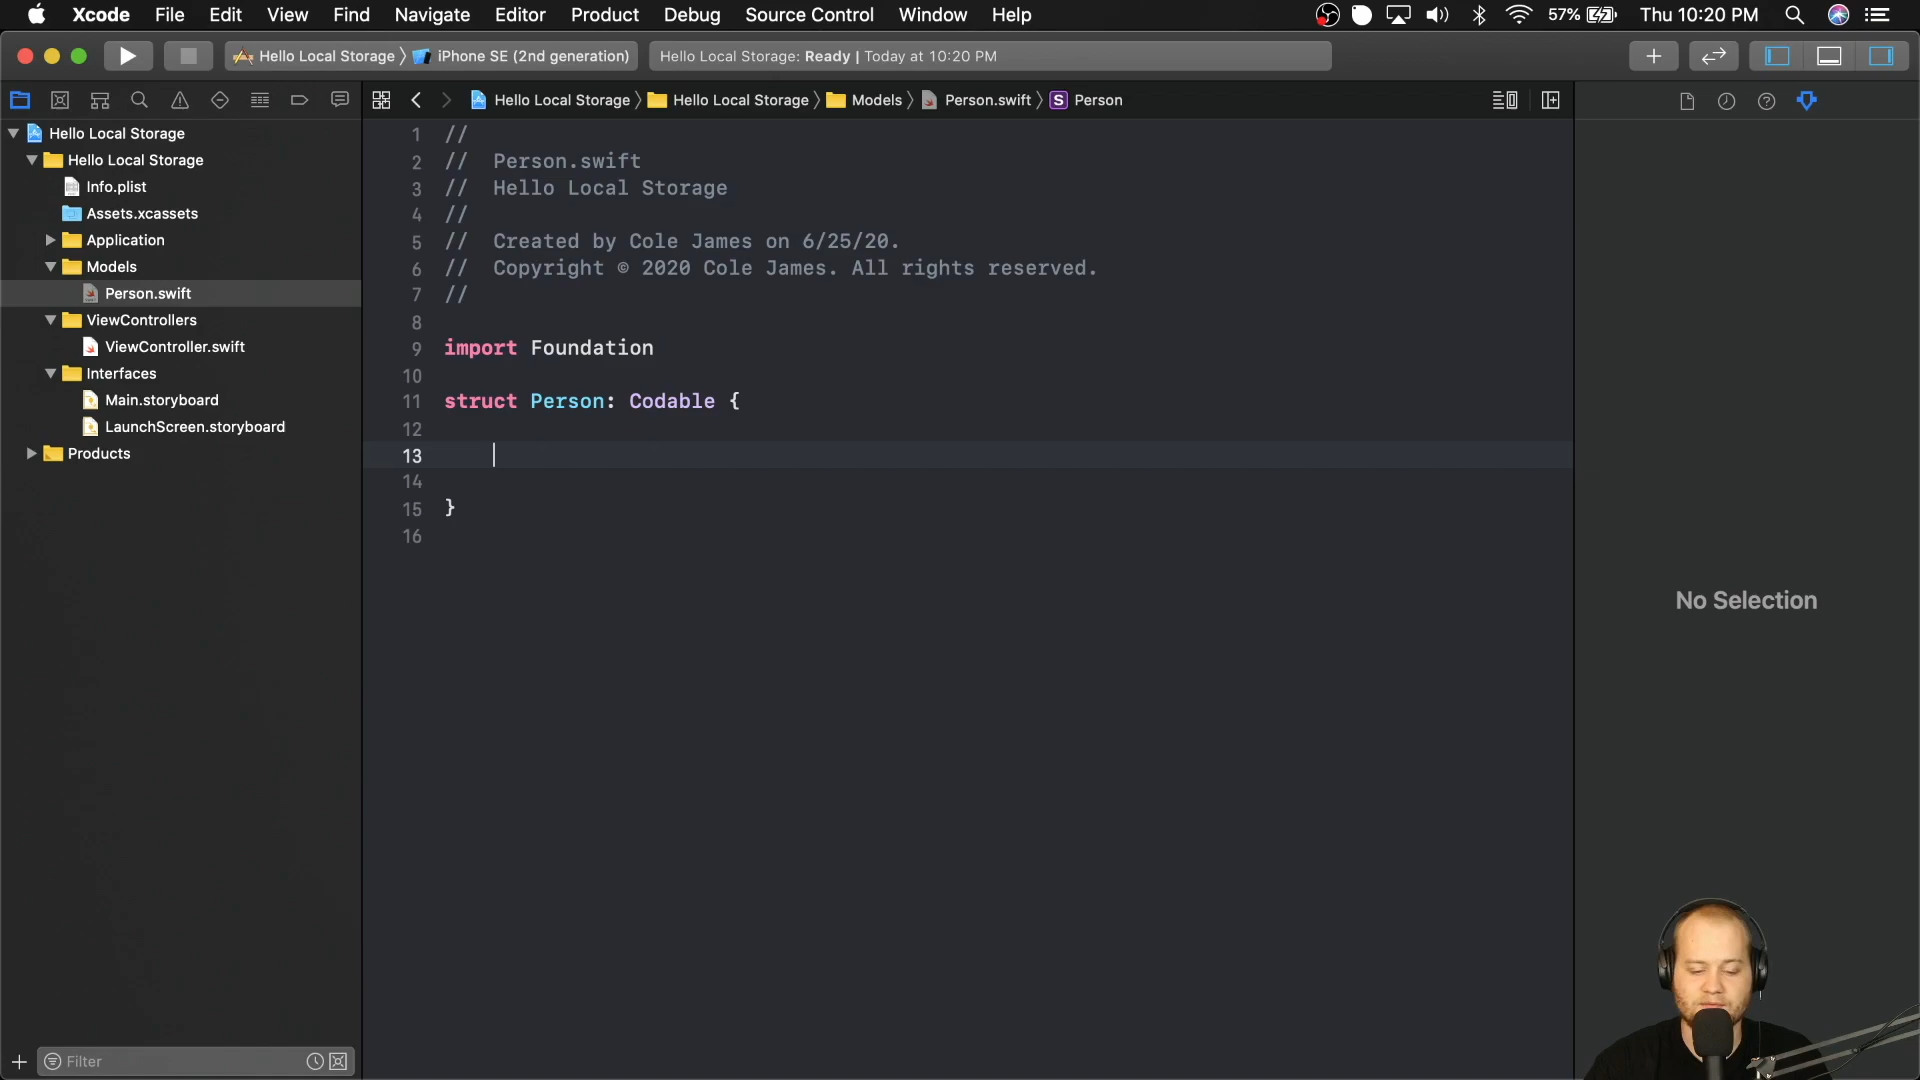 Xcode File Edit View Find Navigate Editor Product Debug Source Control Window Help 57% Thu 10:20 PM
Hello Local Storage iPhone SE (2nd generation) Hello Local Storage: Ready | Today at 10:20 PM
Hello Local Storage Hello Local Storage Models Person.swift S Person
Hello Local Storage
Hello Local Storage
Info.plist
Assets.xcassets
Application
Models
Person.swift
ViewControllers
ViewController.swift
Interfaces
Main.storyboard
LaunchScreen.storyboard
Products
Filter
1 //
2 // Person.swift
3 // Hello Local Storage
4 //
5 // Created by Cole James on 6/25/20.
6 // Copyright © 2020 Cole James. All rights reserved.
7 //
8
9 import Foundation
10
11 struct Person: Codable {
12
13
14
15 }
16
No Selection